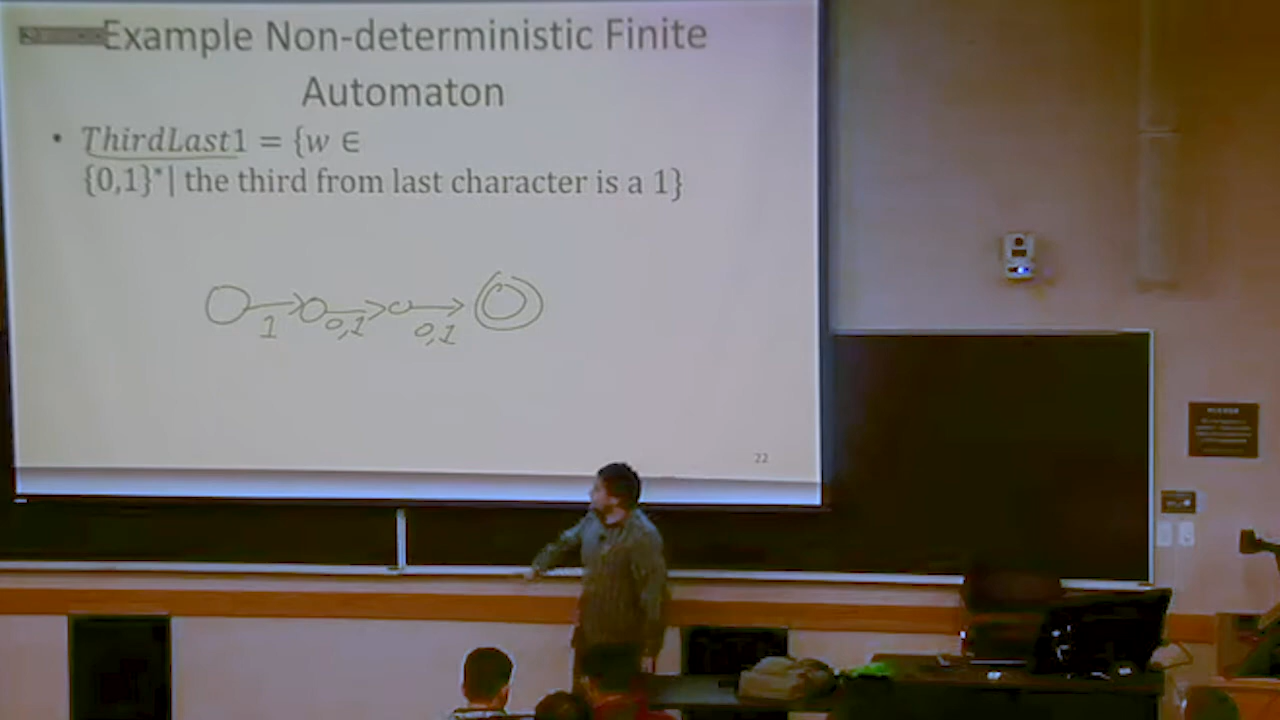 Example Non-deterministic Finite
Automaton
• ThirdLast1 = {w ∈
{0,1}*| the third from last character is a 1}
1 0,1 0,1
22